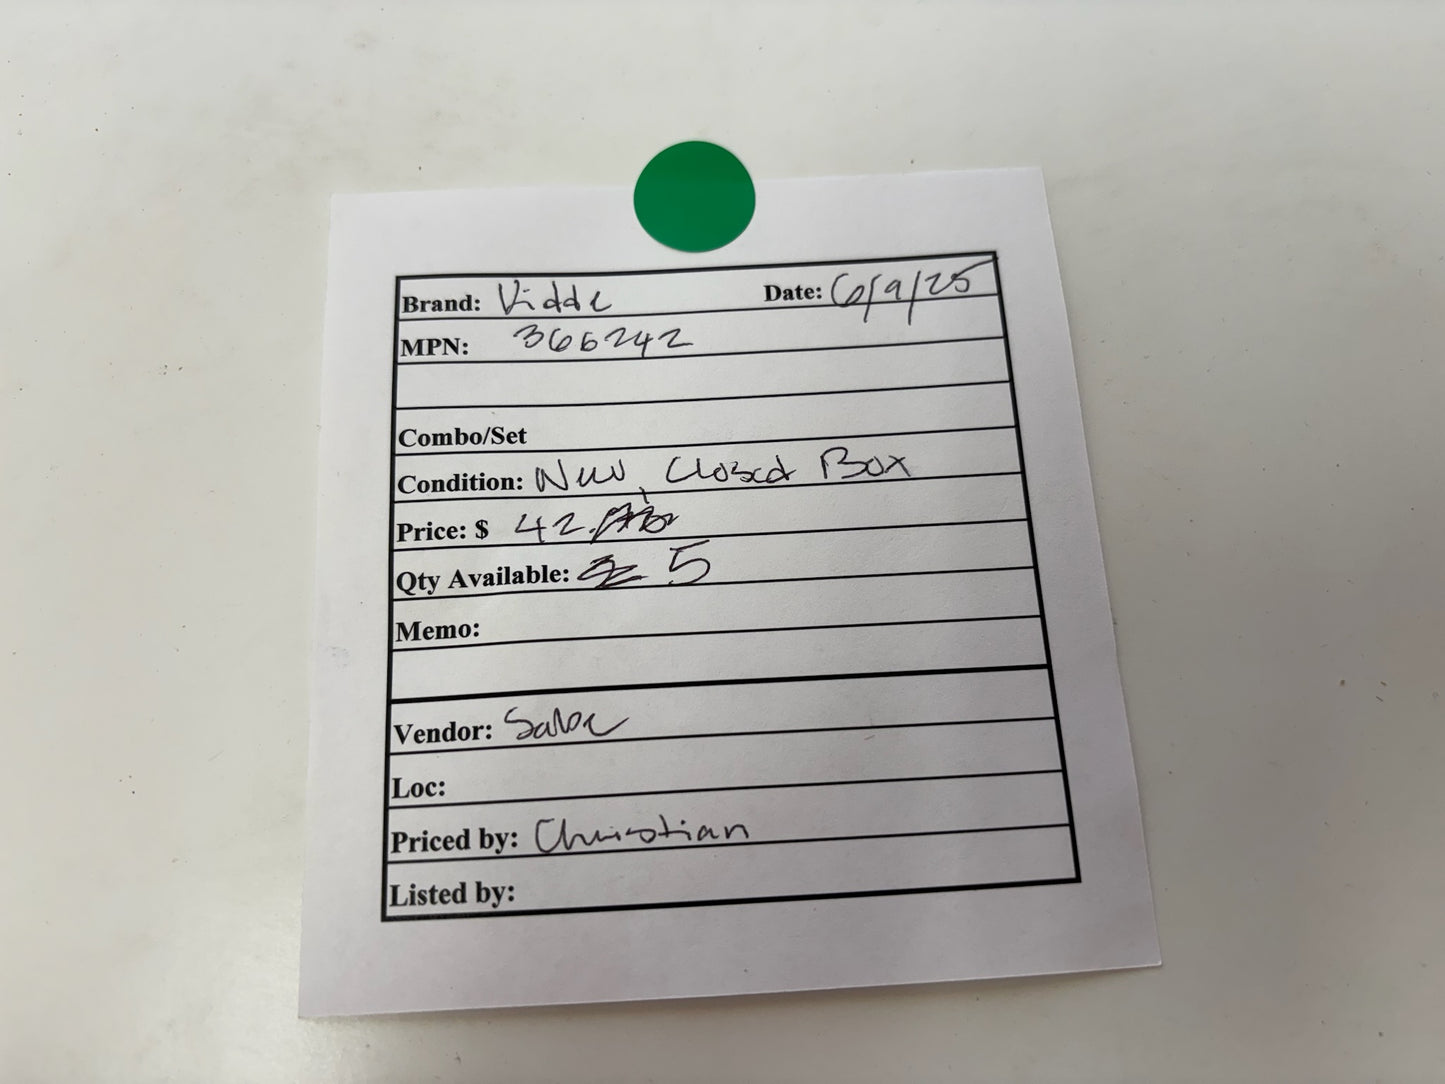 Brand: Kidde Date: 6/9/25
MPN: 366242
Combo/Set
Condition: New, Closed Box
Price: $ 42.
Qty Available: 5
Memo:
Vendor: Sabre
Loc:
Priced by: Christian
Listed by: